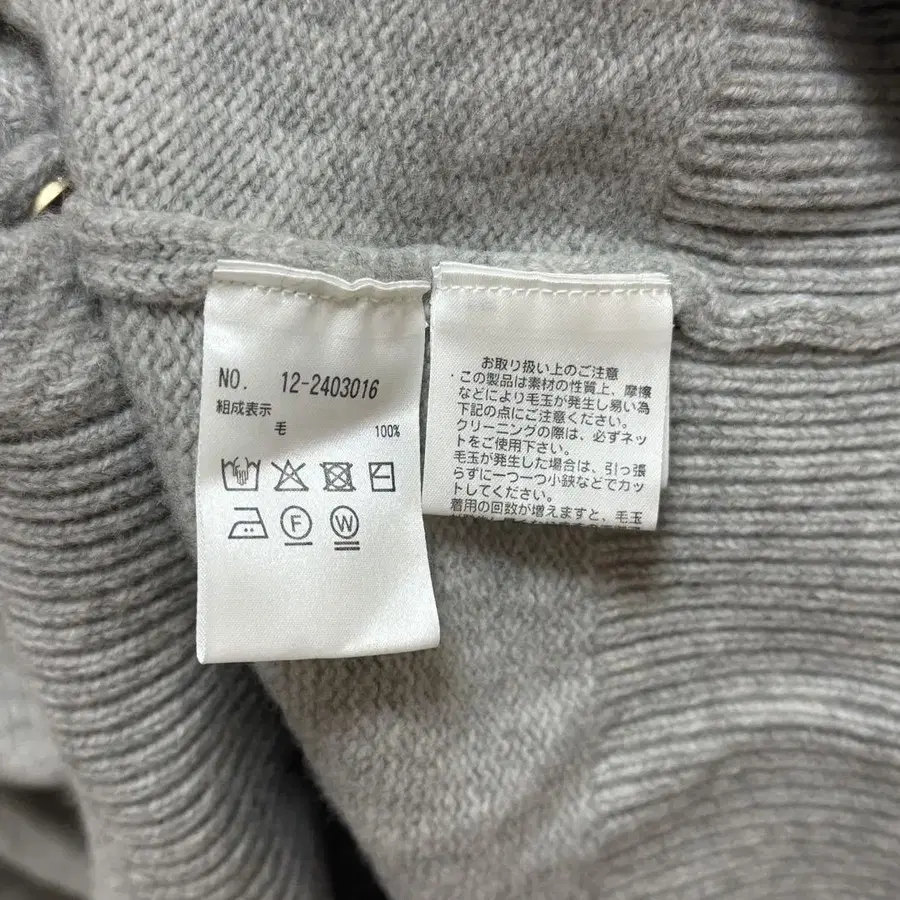 NO. 12-2403016
組成表示
毛 100%
F W
お取り扱い上のご注意
・この製品は素材の性質上、摩擦
などにより毛玉が発生し易い為
下記の点にご注意ください。
クリーニングの際は、必ずネッ
トをご使用下さい。
毛玉が発生した場合は、引っ張
らずに一つ一つ小鋏などでカッ
トしてください。
着用の回数が増えますと、毛玉